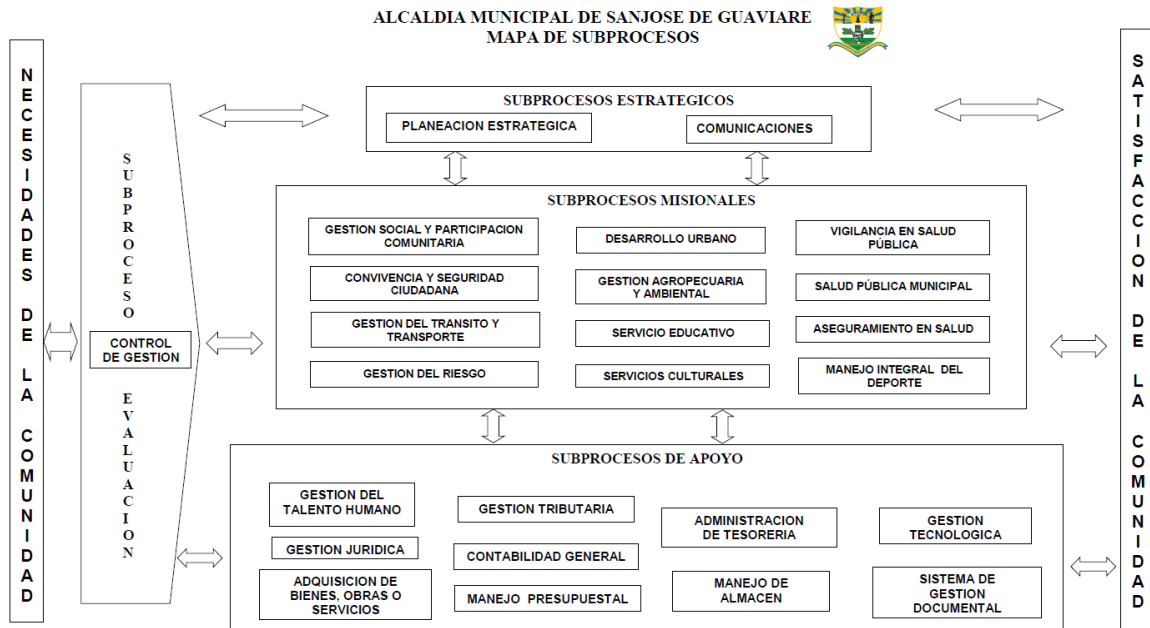 ALCALDIA MUNICIPAL DE SANJOSE DE GUAVIARE
MAPA DE SUBPROCESOS
NECESIDADES DE LA COMUNIDAD
SUBPROCESO EVALUACION
CONTROL
DE GESTION
SUBPROCESOS ESTRATEGICOS
PLANEACION ESTRATEGICA
COMUNICACIONES
SUBPROCESOS MISIONALES
GESTION SOCIAL Y PARTICIPACION
COMUNITARIA
DESARROLLO URBANO
VIGILANCIA EN SALUD
PÚBLICA
CONVIVENCIA Y SEGURIDAD
CIUDADANA
GESTION AGROPECUARIA
Y AMBIENTAL
SALUD PÚBLICA MUNICIPAL
GESTION DEL TRANSITO Y
TRANSPORTE
SERVICIO EDUCATIVO
ASEGURAMIENTO EN SALUD
GESTION DEL RIESGO
SERVICIOS CULTURALES
MANEJO INTEGRAL DEL
DEPORTE
SUBPROCESOS DE APOYO
GESTION DEL
TALENTO HUMANO
GESTION TRIBUTARIA
ADMINISTRACION
DE TESORERIA
GESTION
TECNOLOGICA
GESTION JURIDICA
CONTABILIDAD GENERAL
ADQUISICION DE
BIENES, OBRAS O
SERVICIOS
MANEJO PRESUPUESTAL
MANEJO DE
ALMACEN
SISTEMA DE
GESTION
DOCUMENTAL
SATISFACCION DE LA COMUNIDAD